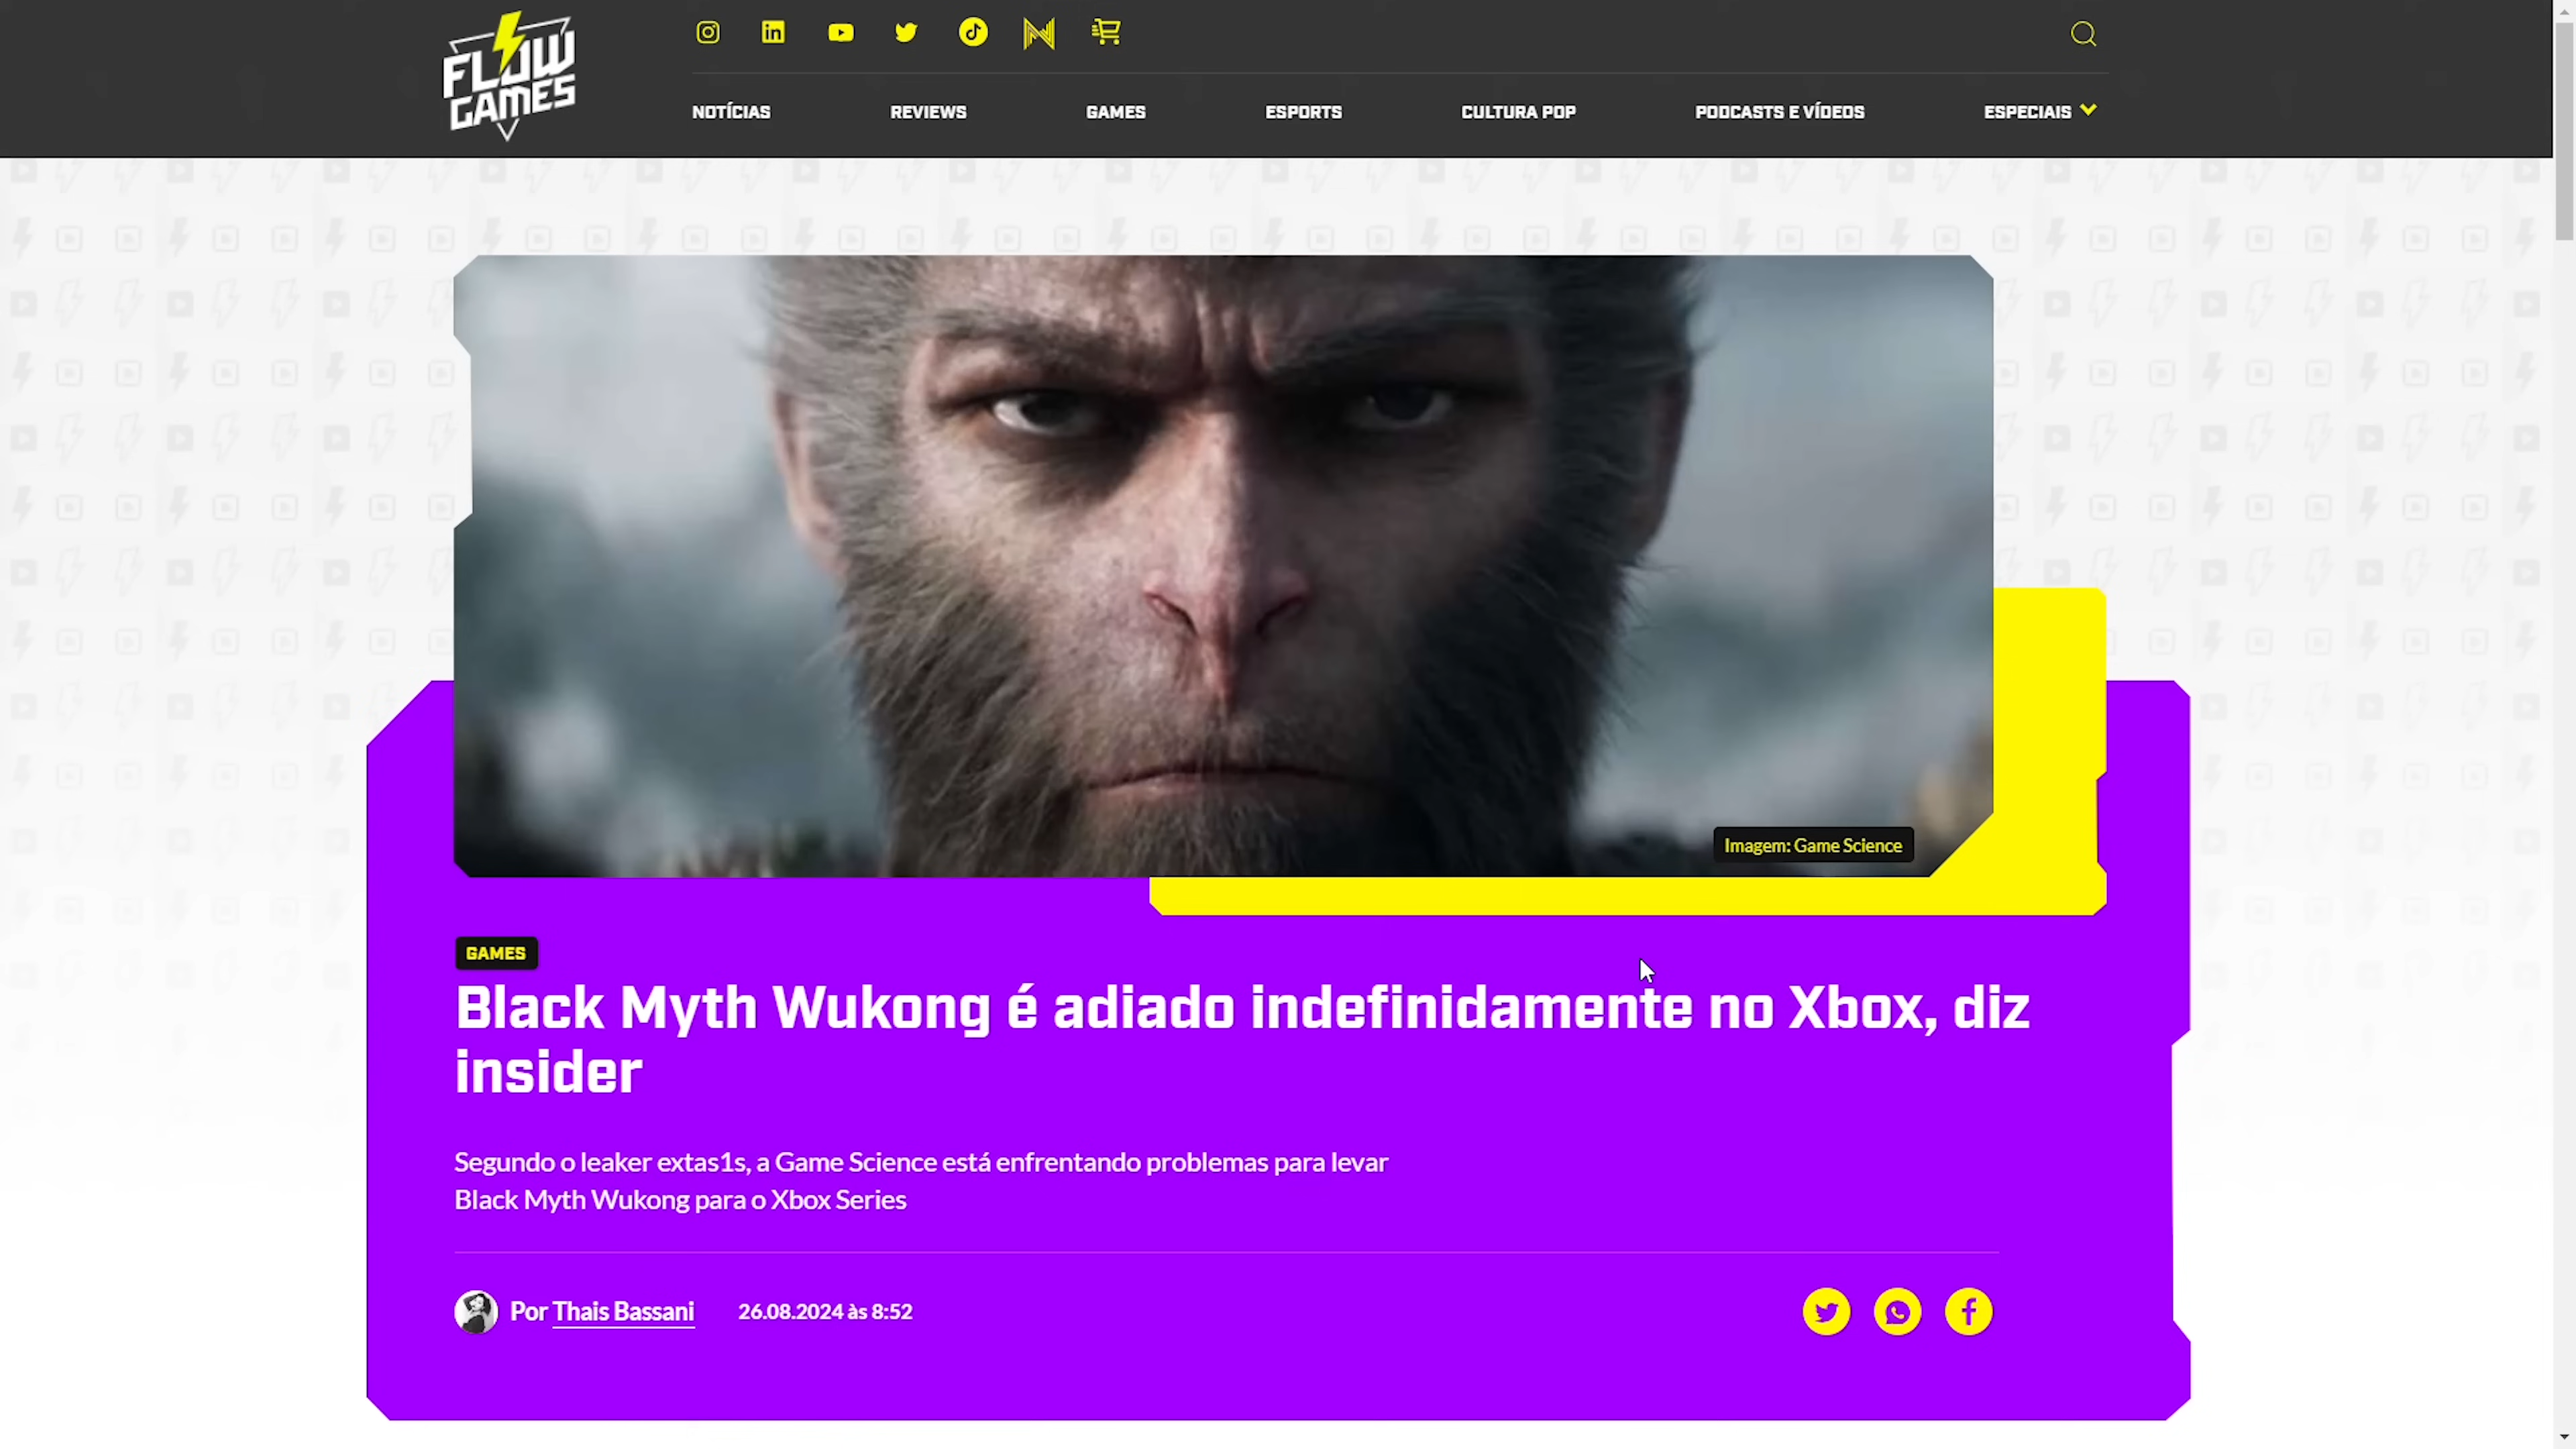 FLOW
GAMES
NOTÍCIAS
REVIEWS
GAMES
ESPORTS
CULTURA POP
PODCASTS E VÍDEOS
ESPECIAIS
Imagem: Game Science
GAMES
Black Myth Wukong é adiado indefinidamente no Xbox, diz
insider
Segundo o leaker extas1s, a Game Science está enfrentando problemas para levar
Black Myth Wukong para o Xbox Series
Por Thais Bassani
26.08.2024 às 8:52